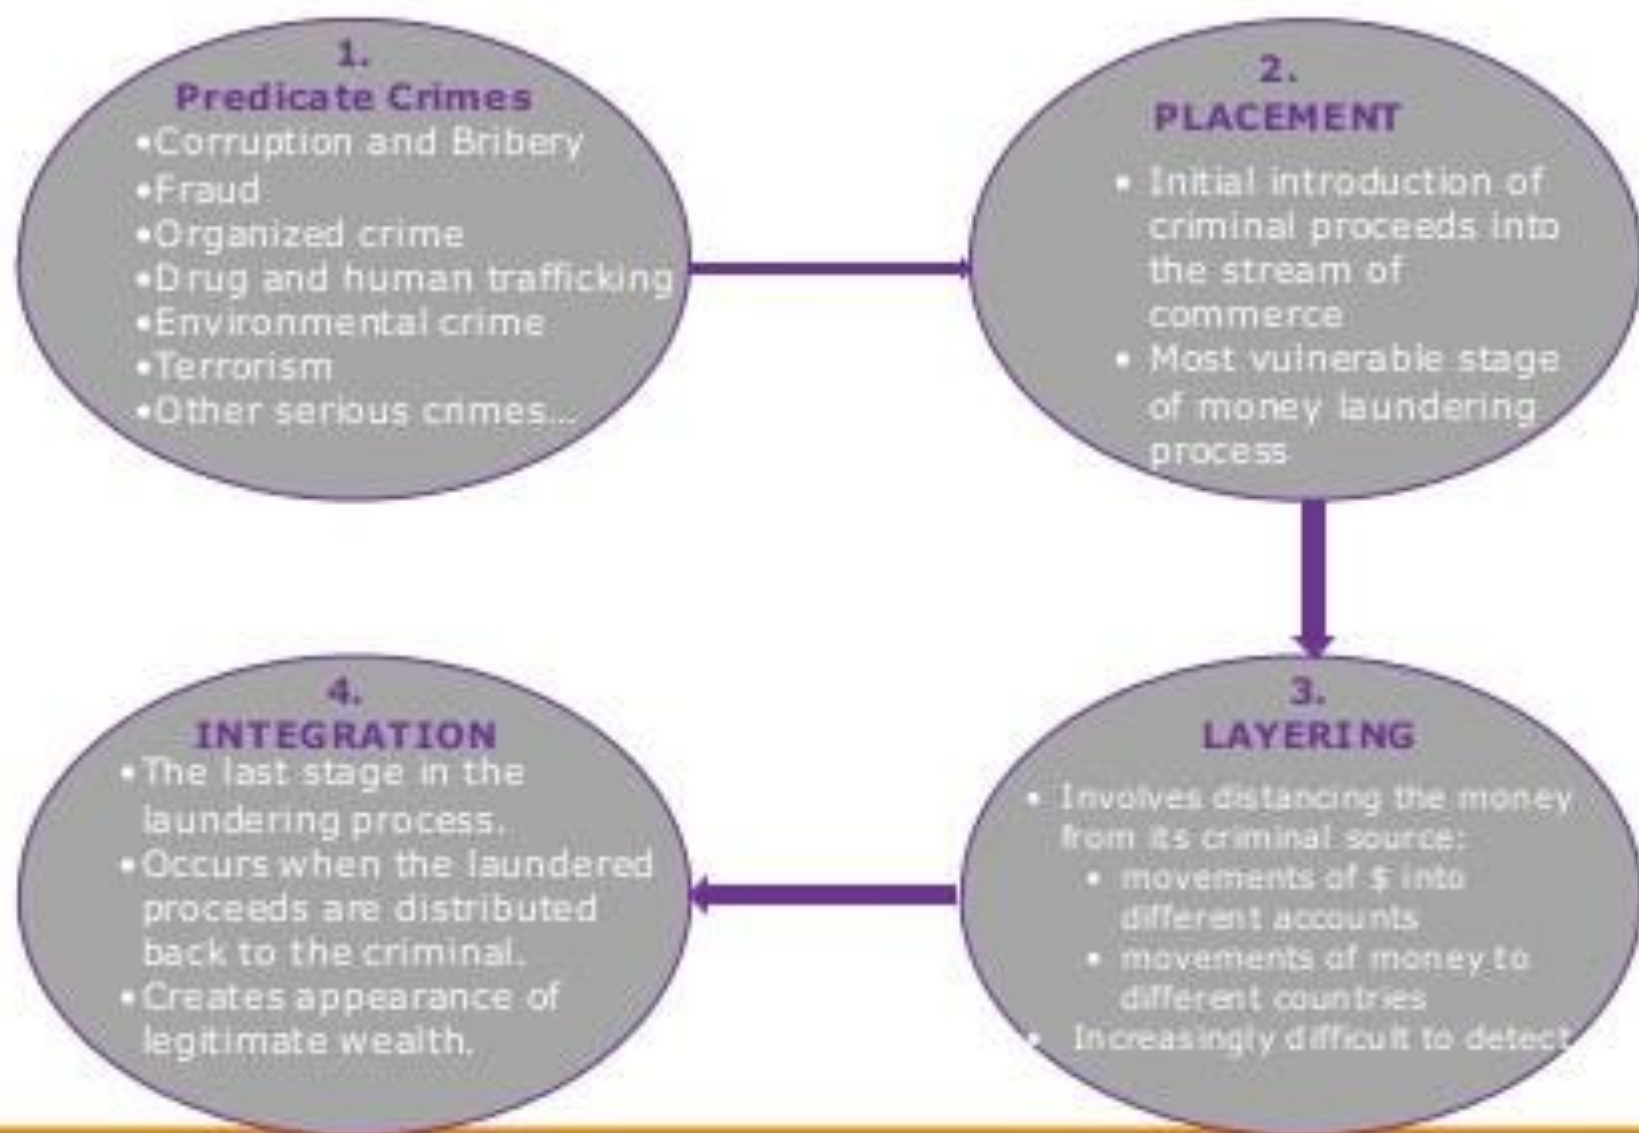 1.
Predicate Crimes
•Corruption and Bribery
•Fraud
•Organized crime
•Drug and human trafficking
•Environmental crime
•Terrorism
•Other serious crimes...
2.
PLACEMENT
• Initial introduction of
criminal proceeds into
the stream of
commerce
• Most vulnerable stage
of money laundering
process
3.
LAYERING
• Involves distancing the money
from its criminal source:
• movements of $ into
different accounts
• movements of money to
different countries
• Increasingly difficult to detect
4.
INTEGRATION
•The last stage in the
laundering process.
•Occurs when the laundered
proceeds are distributed
back to the criminal.
•Creates appearance of
legitimate wealth.